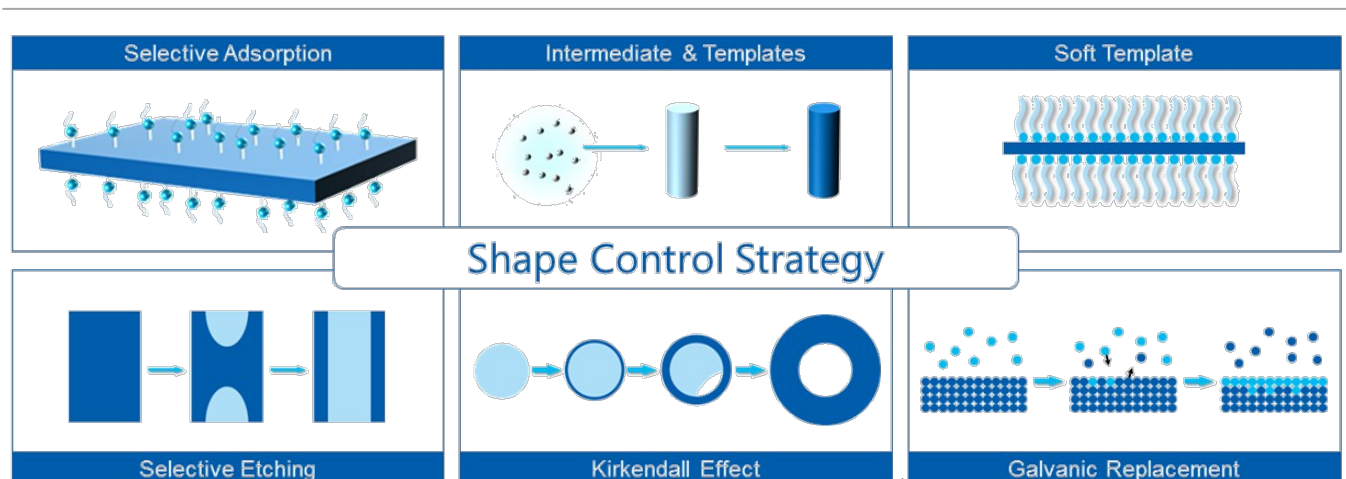 Selective Adsorption
Intermediate & Templates
Soft Template
Shape Control Strategy
Selective Etching
Kirkendall Effect
Galvanic Replacement